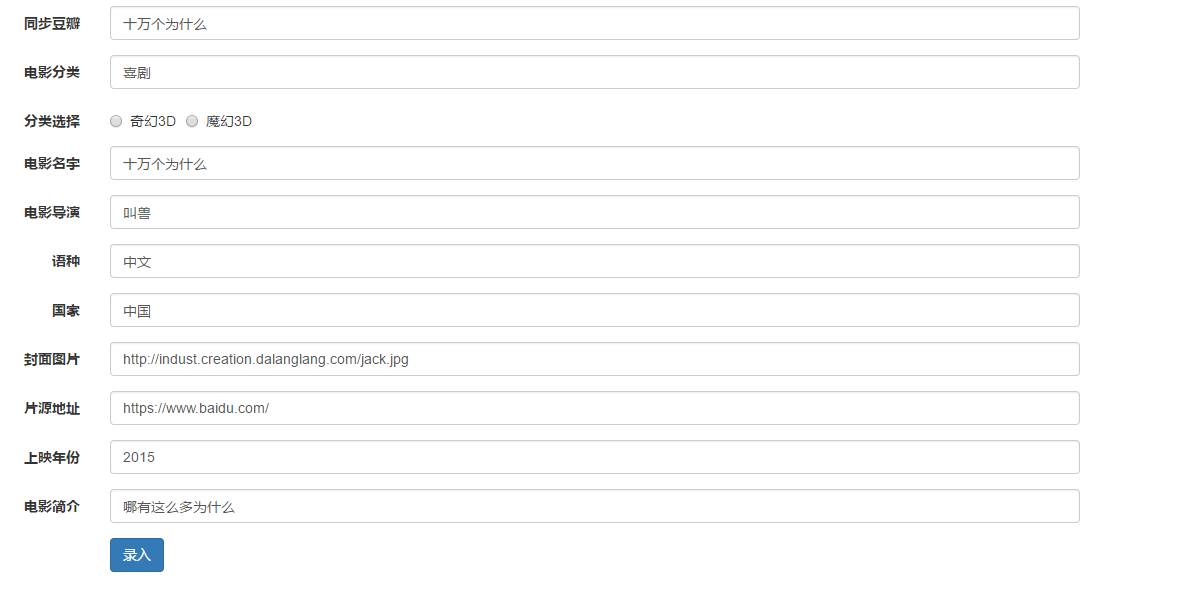 同步豆瓣 十万个为什么
电影分类 喜剧
分类选择 奇幻3D 魔幻3D
电影名字 十万个为什么
电影导演 叫兽
语种 中文
国家 中国
封面图片 http://indust.creation.dalanglang.com/jack.jpg
片源地址 https://www.baidu.com/
上映年份 2015
电影简介 哪有这么多为什么
录入